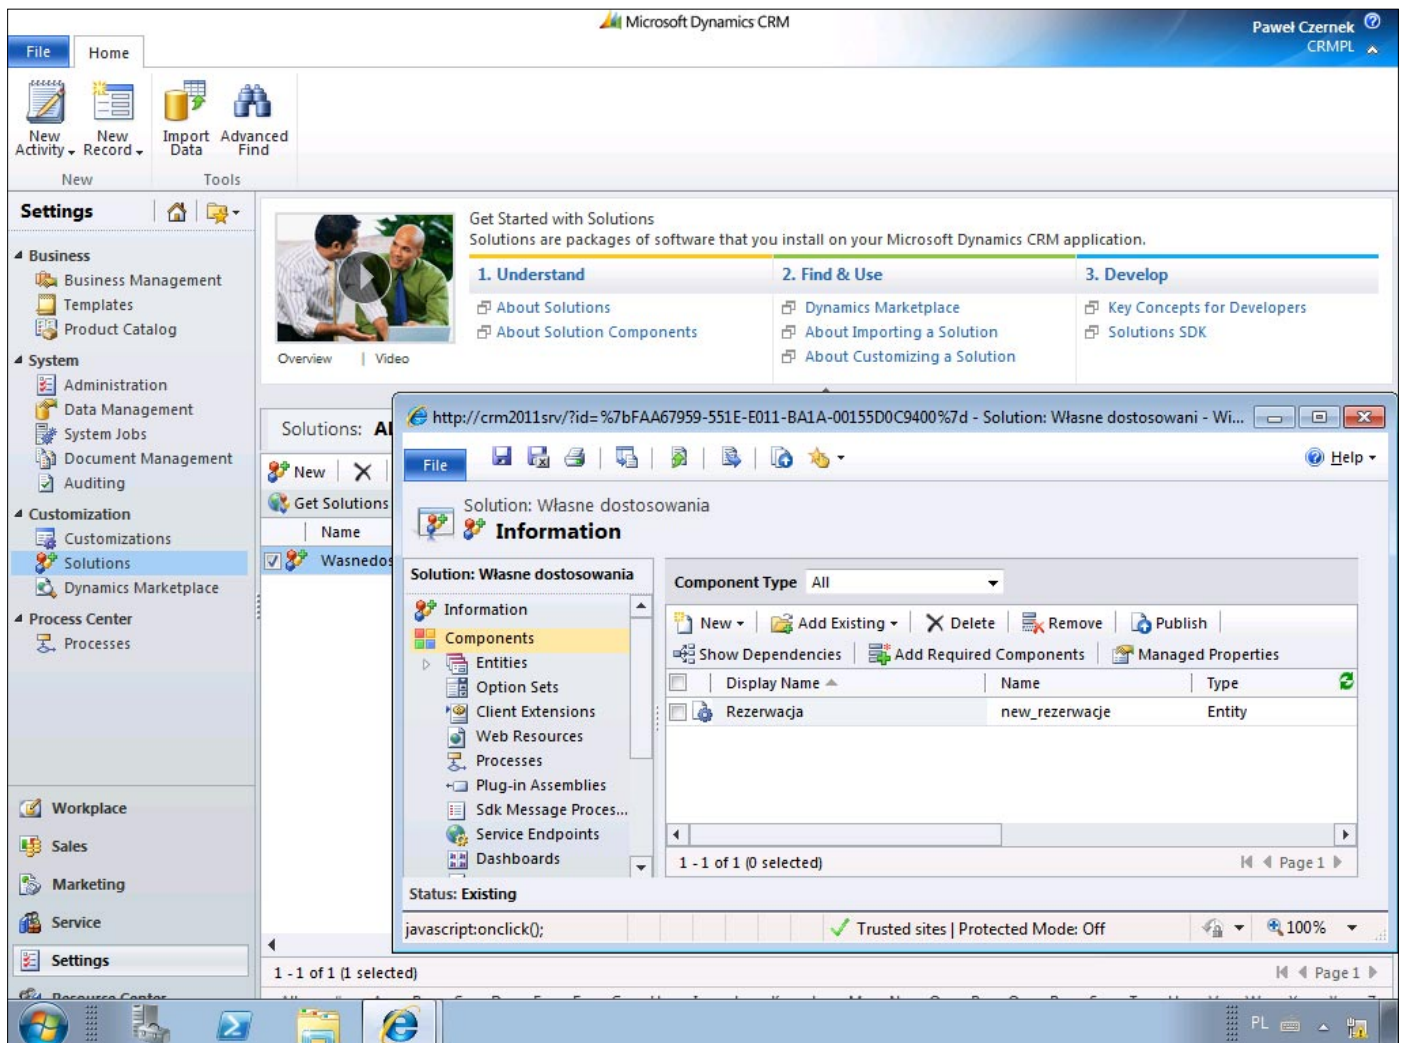 Microsoft Dynamics CRM
Paweł Czernek
CRMPL
File
Home
New Activity
New Record
Import Data
Advanced Find
New
Tools
Settings
Business
Business Management
Templates
Product Catalog
System
Administration
Data Management
System Jobs
Document Management
Auditing
Customization
Customizations
Solutions
Dynamics Marketplace
Process Center
Processes
Workplace
Sales
Marketing
Service
Settings
Resource Center
Get Started with Solutions
Solutions are packages of software that you install on your Microsoft Dynamics CRM application.
Overview | Video
1. Understand
About Solutions
About Solution Components
2. Find & Use
Dynamics Marketplace
About Importing a Solution
About Customizing a Solution
3. Develop
Key Concepts for Developers
Solutions SDK
Solutions:
New
Get Solutions
Name
Wasnedos
http://crm2011srv/?id=%7bFAA67959-551E-E011-BA1A-00155D0C9400%7d - Solution: Własne dostosowani - Wi...
File
Help
Solution: Własne dostosowania
Information
Solution: Własne dostosowania
Information
Components
Entities
Option Sets
Client Extensions
Web Resources
Processes
Plug-in Assemblies
Sdk Message Proces...
Service Endpoints
Dashboards
Component Type All
New Add Existing Delete Remove Publish
Show Dependencies Add Required Components Managed Properties
Display Name Name Type
Rezerwacja new_rezerwacje Entity
1 - 1 of 1 (0 selected) Page 1
Status: Existing
javascript:onclick(); Trusted sites | Protected Mode: Off 100%
1 - 1 of 1 (1 selected) Page 1
PL